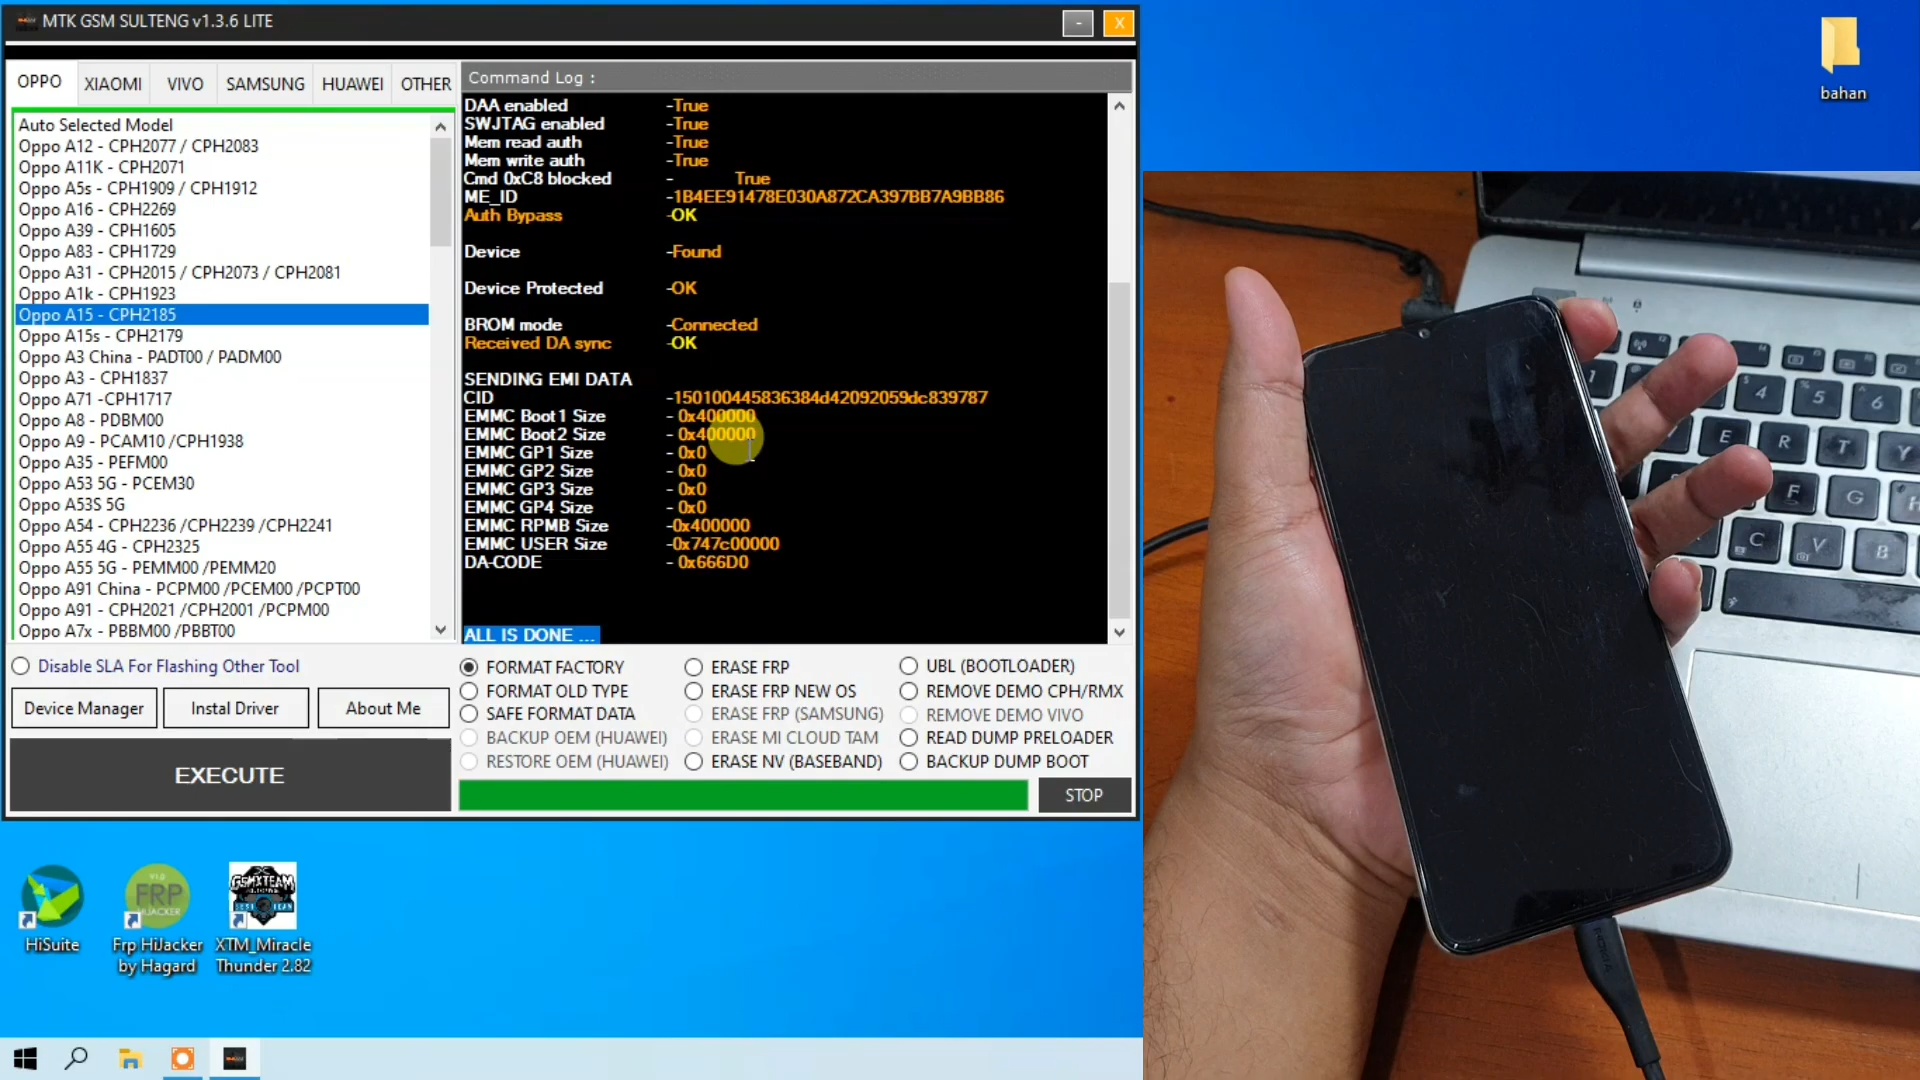 MTK GSM SULTENG v1.3.6 LITE
-
X
OPPO
XIAOMI
VIVO
SAMSUNG
HUAWEI
OTHER
Auto Selected Model
Oppo A12 - CPH2077 / CPH2083
Oppo A11K - CPH2071
Oppo A5s - CPH1909 / CPH1912
Oppo A16 - CPH2269
Oppo A39 - CPH1605
Oppo A83 - CPH1729
Oppo A31 - CPH2015 / CPH2073 / CPH2081
Oppo A1k - CPH1923
Oppo A15 - CPH2185
Oppo A15s - CPH2179
Oppo A3 China - PADT00 / PADM00
Oppo A3 - CPH1837
Oppo A71 -CPH1717
Oppo A8 - PDBM00
Oppo A9 - PCAM10 /CPH1938
Oppo A35 - PEFM00
Oppo A53 5G - PCEM30
Oppo A53S 5G
Oppo A54 - CPH2236 /CPH2239 /CPH2241
Oppo A55 4G - CPH2325
Oppo A55 5G - PEMM00 /PEMM20
Oppo A91 China - PCPM00 /PCEM00 /PCPT00
Oppo A91 - CPH2021 /CPH2001 /PCPM00
Oppo A7x - PBBM00 /PBBT00
Command Log :
DAA enabled -True
SWJTAG enabled -True
Mem read auth -True
Mem write auth -True
Cmd 0xC8 blocked - True
ME_ID -1B4EE91478E030A872CA397BB7A9BB86
Auth Bypass -OK
Device -Found
Device Protected -OK
BROM mode -Connected
Received DA sync -OK
SENDING EMI DATA
CID -150100445836384d42092059dc839787
EMMC Boot1 Size - 0x400000
EMMC Boot2 Size - 0x400000
EMMC GP1 Size - 0x0
EMMC GP2 Size - 0x0
EMMC GP3 Size - 0x0
EMMC GP4 Size - 0x0
EMMC RPMB Size -0x400000
EMMC USER Size -0x747c00000
DA-CODE - 0x666D0
ALL IS DONE ...
Disable SLA For Flashing Other Tool
Device Manager
Instal Driver
About Me
EXECUTE
FORMAT FACTORY
FORMAT OLD TYPE
SAFE FORMAT DATA
BACKUP OEM (HUAWEI)
RESTORE OEM (HUAWEI)
ERASE FRP
ERASE FRP NEW OS
ERASE FRP (SAMSUNG)
ERASE MI CLOUD TAM
ERASE NV (BASEBAND)
UBL (BOOTLOADER)
REMOVE DEMO CPH/RMX
REMOVE DEMO VIVO
READ DUMP PRELOADER
BACKUP DUMP BOOT
STOP
HiSuite
FRP
Frp HiJacker
by Hagard
GSMXTEAM
XTM_Miracle
Thunder 2.82
bahan
1
4
5
6
E
R
T
Y
F
G
H
C
V
B